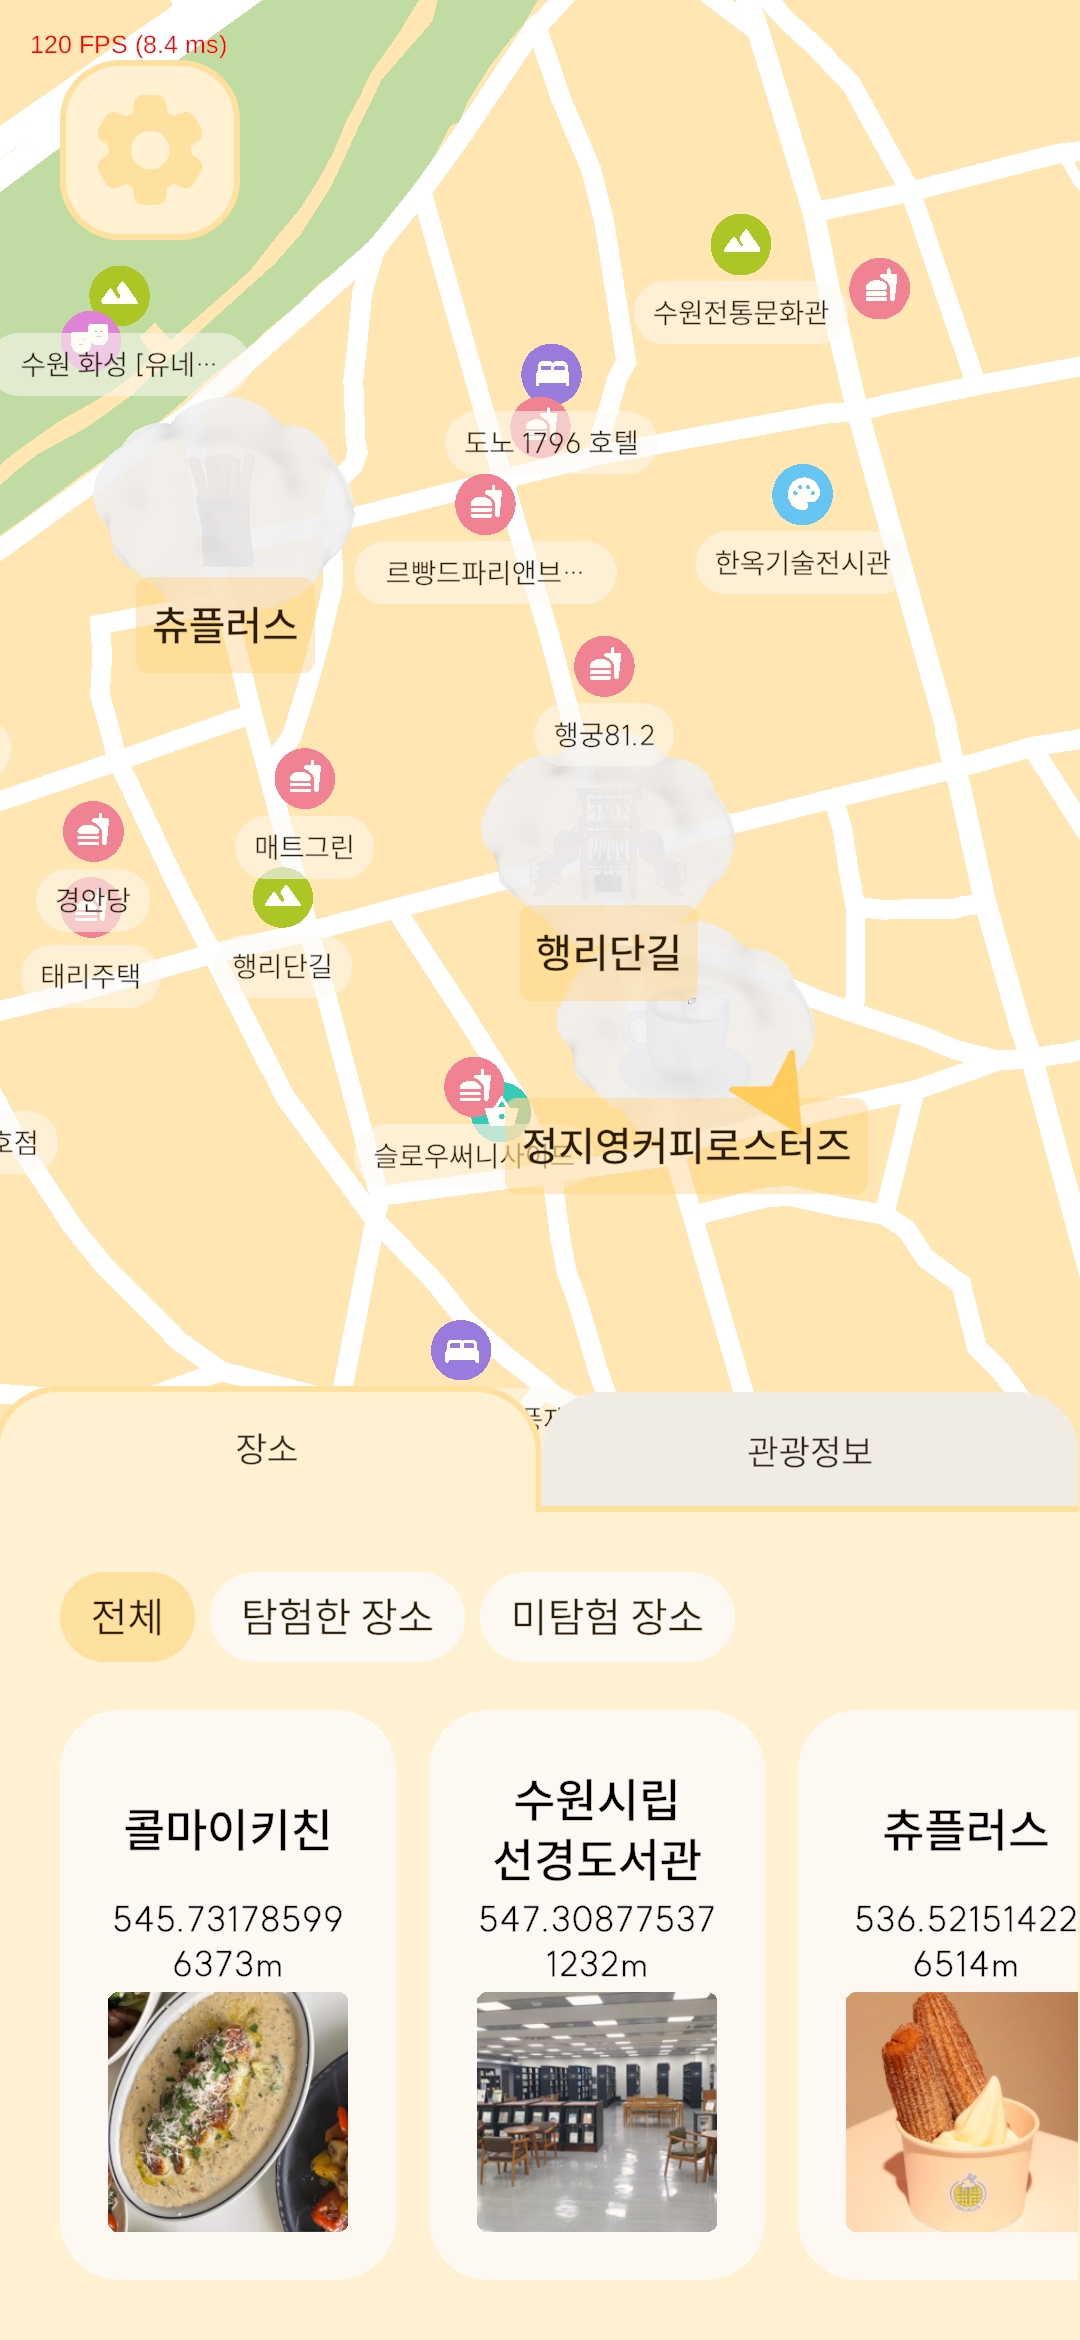 120 FPS (8.4 ms)
수원전통문화관
수원 화성 [유네…
도노 1796 호텔
한옥기술전시관
르빵드파리앤브…
츄플러스
행궁81.2
매트그린
경안당
행리단길
행리단길
태리주택
호점
슬로우써니사이드
정지영커피로스터즈
장소
관광정보
전체
탐험한 장소
미탐험 장소
콜마이키친
545.73178599
6373m
수원시립
선경도서관
547.30877537
1232m
츄플러스
536.52151422
6514m